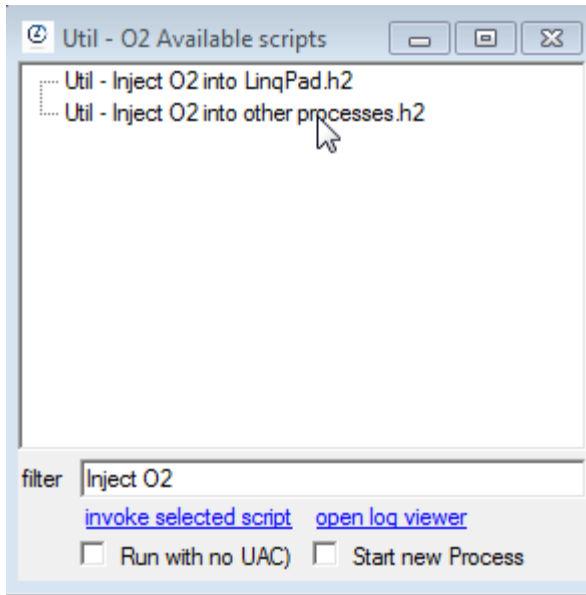 Util - O2 Available scripts
Util - Inject O2 into LinqPad.h2
Util - Inject O2 into other processes.h2
filter Inject O2
invoke selected script open log viewer
Run with no UAC) Start new Process